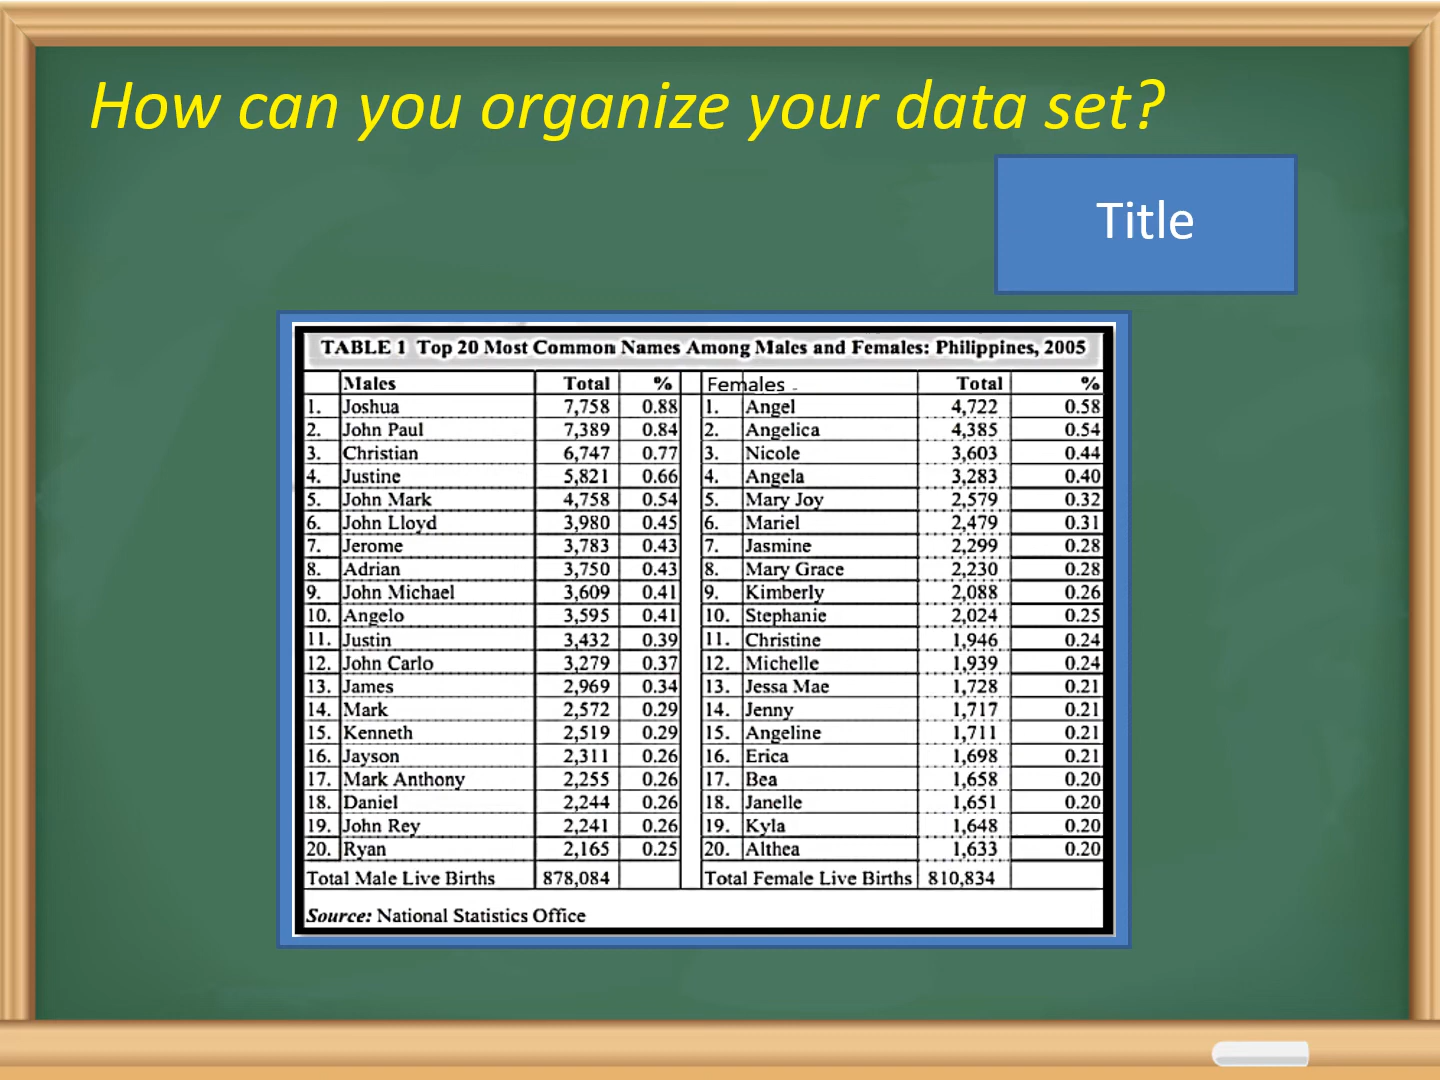 How can you organize your data set?
Title
TABLE 1 Top 20 Most Common Names Among Males and Females: Philippines, 2005
Males Total % Females - Total %
1. Joshua 7,758 0.88 1. Angel 4,722 0.58
2. John Paul 7,389 0.84 2. Angelica 4,385 0.54
3. Christian 6,747 0.77 3. Nicole 3,603 0.44
4. Justine 5,821 0.66 4. Angela 3,283 0.40
5. John Mark 4,758 0.54 5. Mary Joy 2,579 0.32
6. John Lloyd 3,980 0.45 6. Mariel 2,479 0.31
7. Jerome 3,783 0.43 7. Jasmine 2,299 0.28
8. Adrian 3,750 0.43 8. Mary Grace 2,230 0.28
9. John Michael 3,609 0.41 9. Kimberly 2,088 0.26
10. Angelo 3,595 0.41 10. Stephanie 2,024 0.25
11. Justin 3,432 0.39 11. Christine 1,946 0.24
12. John Carlo 3,279 0.37 12. Michelle 1,939 0.24
13. James 2,969 0.34 13. Jessa Mae 1,728 0.21
14. Mark 2,572 0.29 14. Jenny 1,717 0.21
15. Kenneth 2,519 0.29 15. Angeline 1,711 0.21
16. Jayson 2,311 0.26 16. Erica 1,698 0.21
17. Mark Anthony 2,255 0.26 17. Bea 1,658 0.20
18. Daniel 2,244 0.26 18. Janelle 1,651 0.20
19. John Rey 2,241 0.26 19. Kyla 1,648 0.20
20. Ryan 2,165 0.25 20. Althea 1,633 0.20
Total Male Live Births 878,084 Total Female Live Births 810,834
Source: National Statistics Office